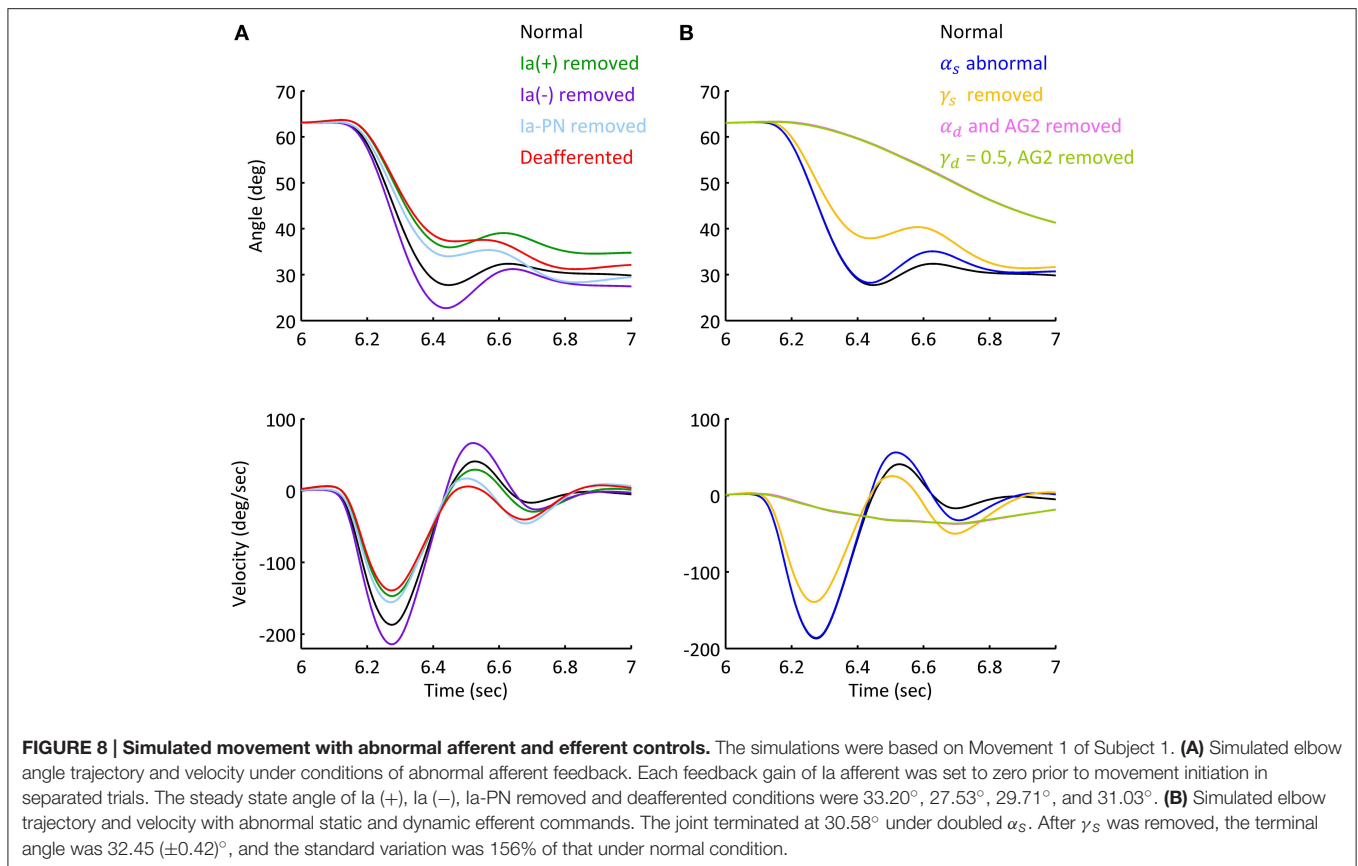 A
Normal
Ia(+) removed
Ia(-) removed
Ia-PN removed
Deafferented
70
60
50
40
30
20
Angle (deg)
6 6.2 6.4 6.6 6.8 7
100
0
-100
-200
Velocity (deg/sec)
6 6.2 6.4 6.6 6.8 7
Time (sec)
B
Normal
αs abnormal
γs removed
αd and AG2 removed
γd = 0.5, AG2 removed
70
60
50
40
30
20
6 6.2 6.4 6.6 6.8 7
100
0
-100
-200
6 6.2 6.4 6.6 6.8 7
Time (sec)
FIGURE 8 | Simulated movement with abnormal afferent and efferent controls. The simulations were based on Movement 1 of Subject 1. (A) Simulated elbow
angle trajectory and velocity under conditions of abnormal afferent feedback. Each feedback gain of Ia afferent was set to zero prior to movement initiation in
separated trials. The steady state angle of Ia (+), Ia (−), Ia-PN removed and deafferented conditions were 33.20°, 27.53°, 29.71°, and 31.03°. (B) Simulated elbow
trajectory and velocity with abnormal static and dynamic efferent commands. The joint terminated at 30.58° under doubled αS. After γS was removed, the terminal
angle was 32.45 (±0.42)°, and the standard variation was 156% of that under normal condition.